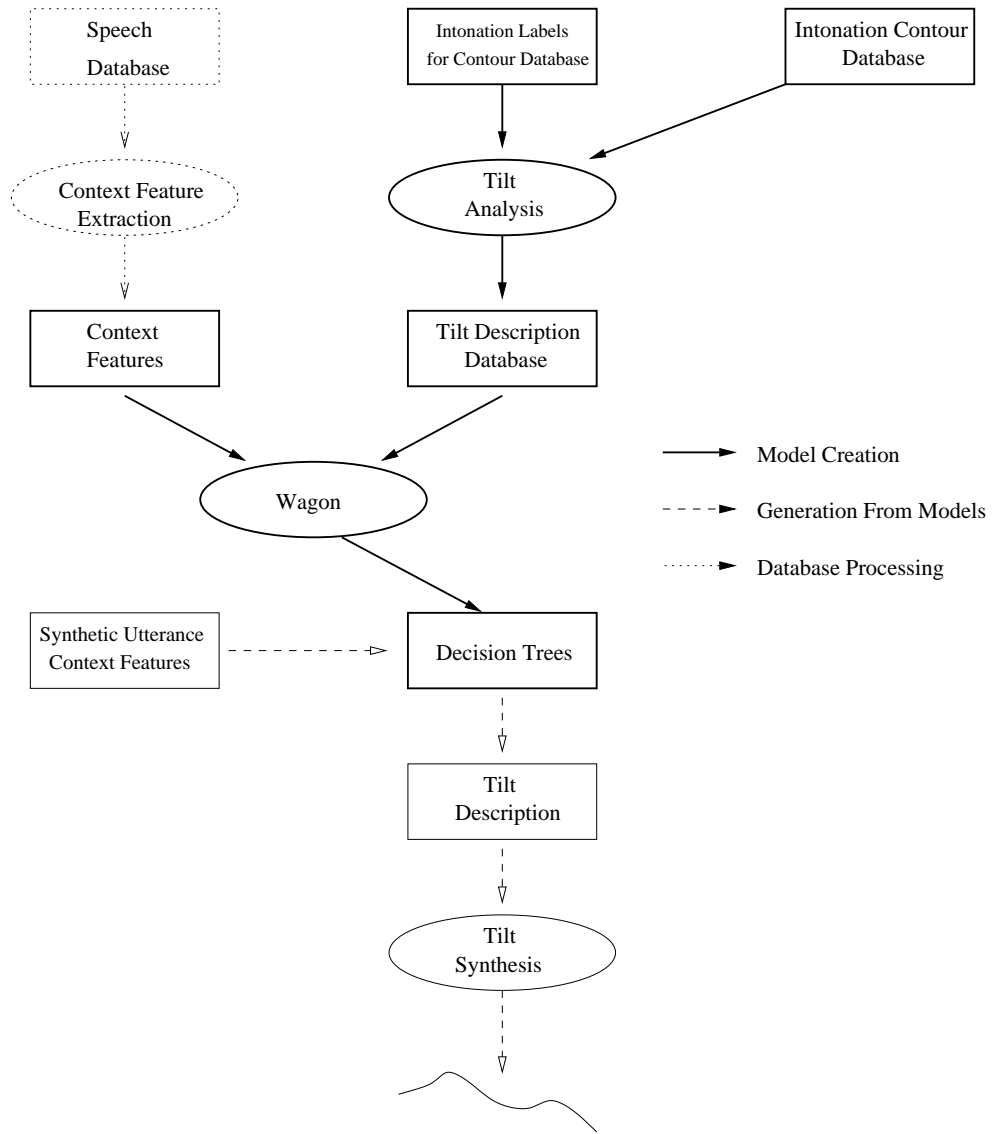 Speech
Database
Intonation Labels
for Contour Database
Intonation Contour
Database
Context Feature
Extraction
Tilt
Analysis
Context
Features
Tilt Description
Database
Wagon
Model Creation
Generation From Models
Database Processing
Synthetic Utterance
Context Features
Decision Trees
Tilt
Description
Tilt
Synthesis